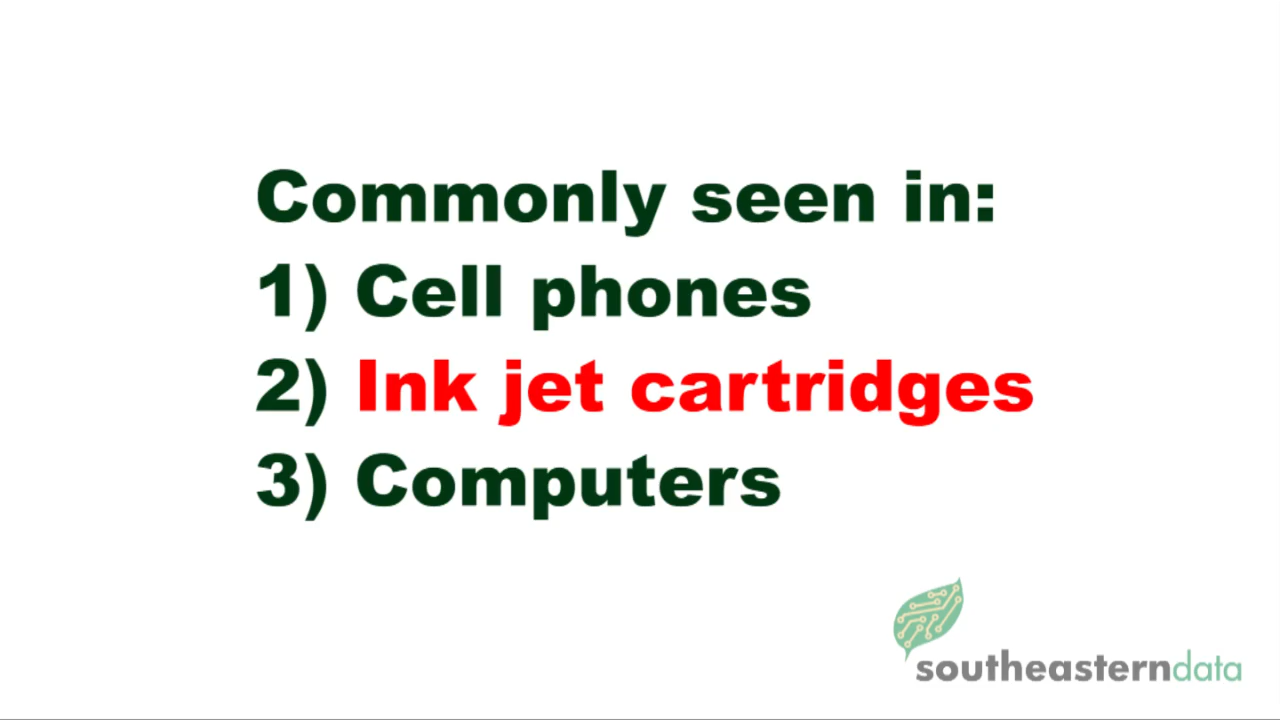 Commonly seen in:
1) Cell phones
2) Ink jet cartridges
3) Computers
southeasterndata